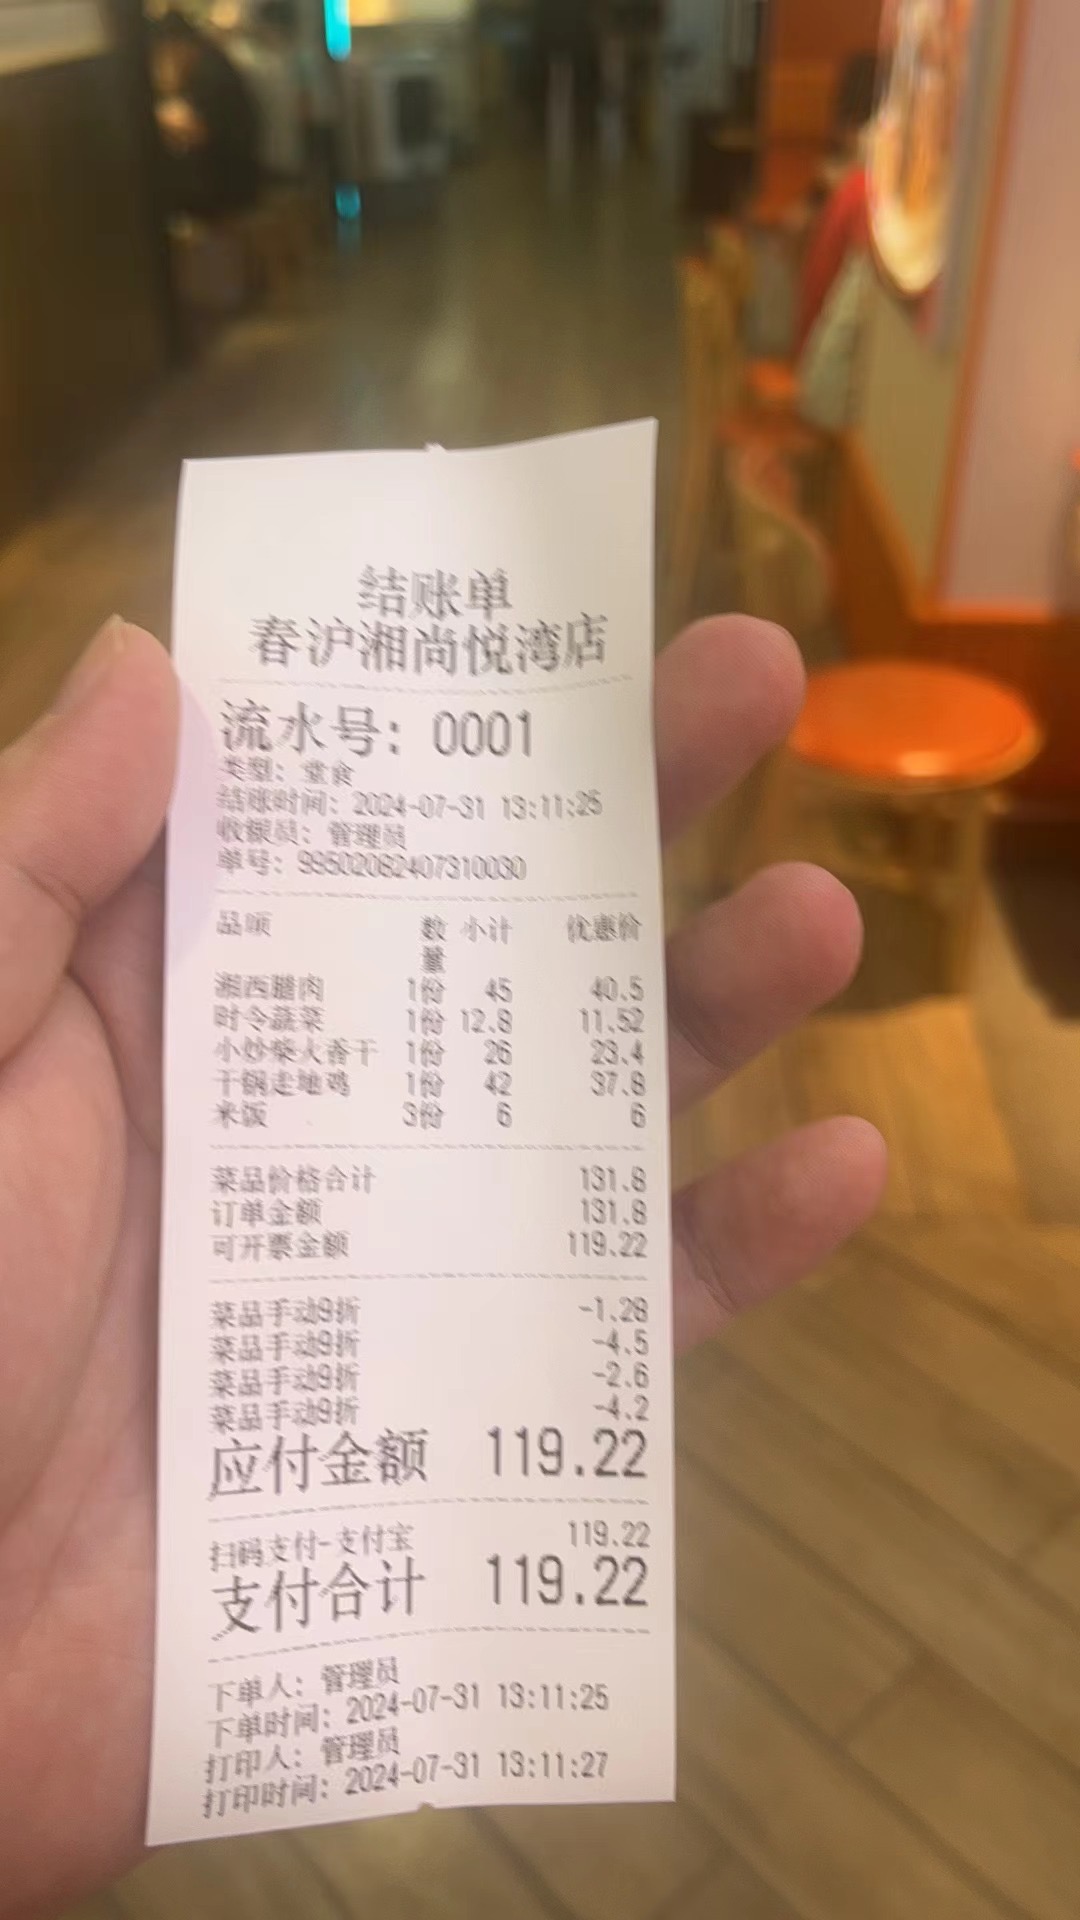 结账单
春沪湘尚悦湾店
流水号：0001
类型：堂食
结账时间：2024-07-31 13:11:25
收银员：管理员
单号：99502082407310030
品项 数量 小计 优惠价
湘西腊肉 1份 45 40.5
时令蔬菜 1份 12.8 11.52
小炒柴火香干 1份 26 23.4
干锅走地鸡 1份 42 37.8
米饭 3份 6 6
菜品价格合计 131.8
订单金额 131.8
可开票金额 119.22
菜品手动9折 -1.28
菜品手动9折 -4.5
菜品手动9折 -2.6
菜品手动9折 -4.2
应付金额 119.22
扫码支付-支付宝 119.22
支付合计 119.22
下单人：管理员
下单时间：2024-07-31 13:11:25
打印人：管理员
打印时间：2024-07-31 13:11:27